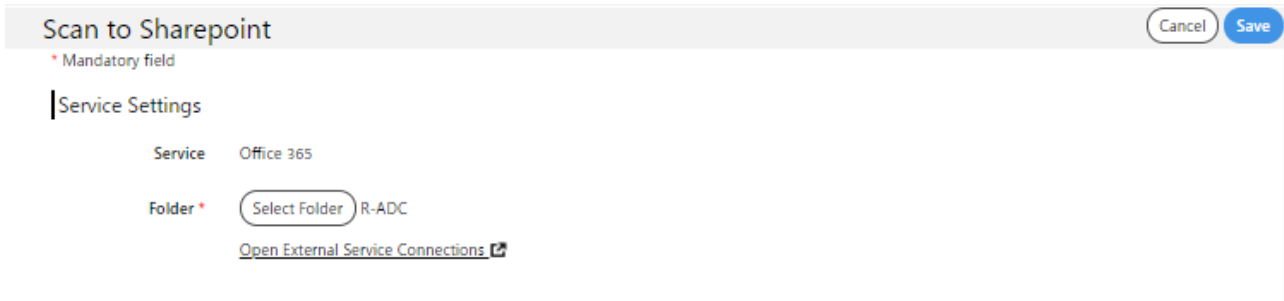 Scan to Sharepoint
Cancel
Save
* Mandatory field
Service Settings
Service Office 365
Folder * Select Folder R-ADC
Open External Service Connections